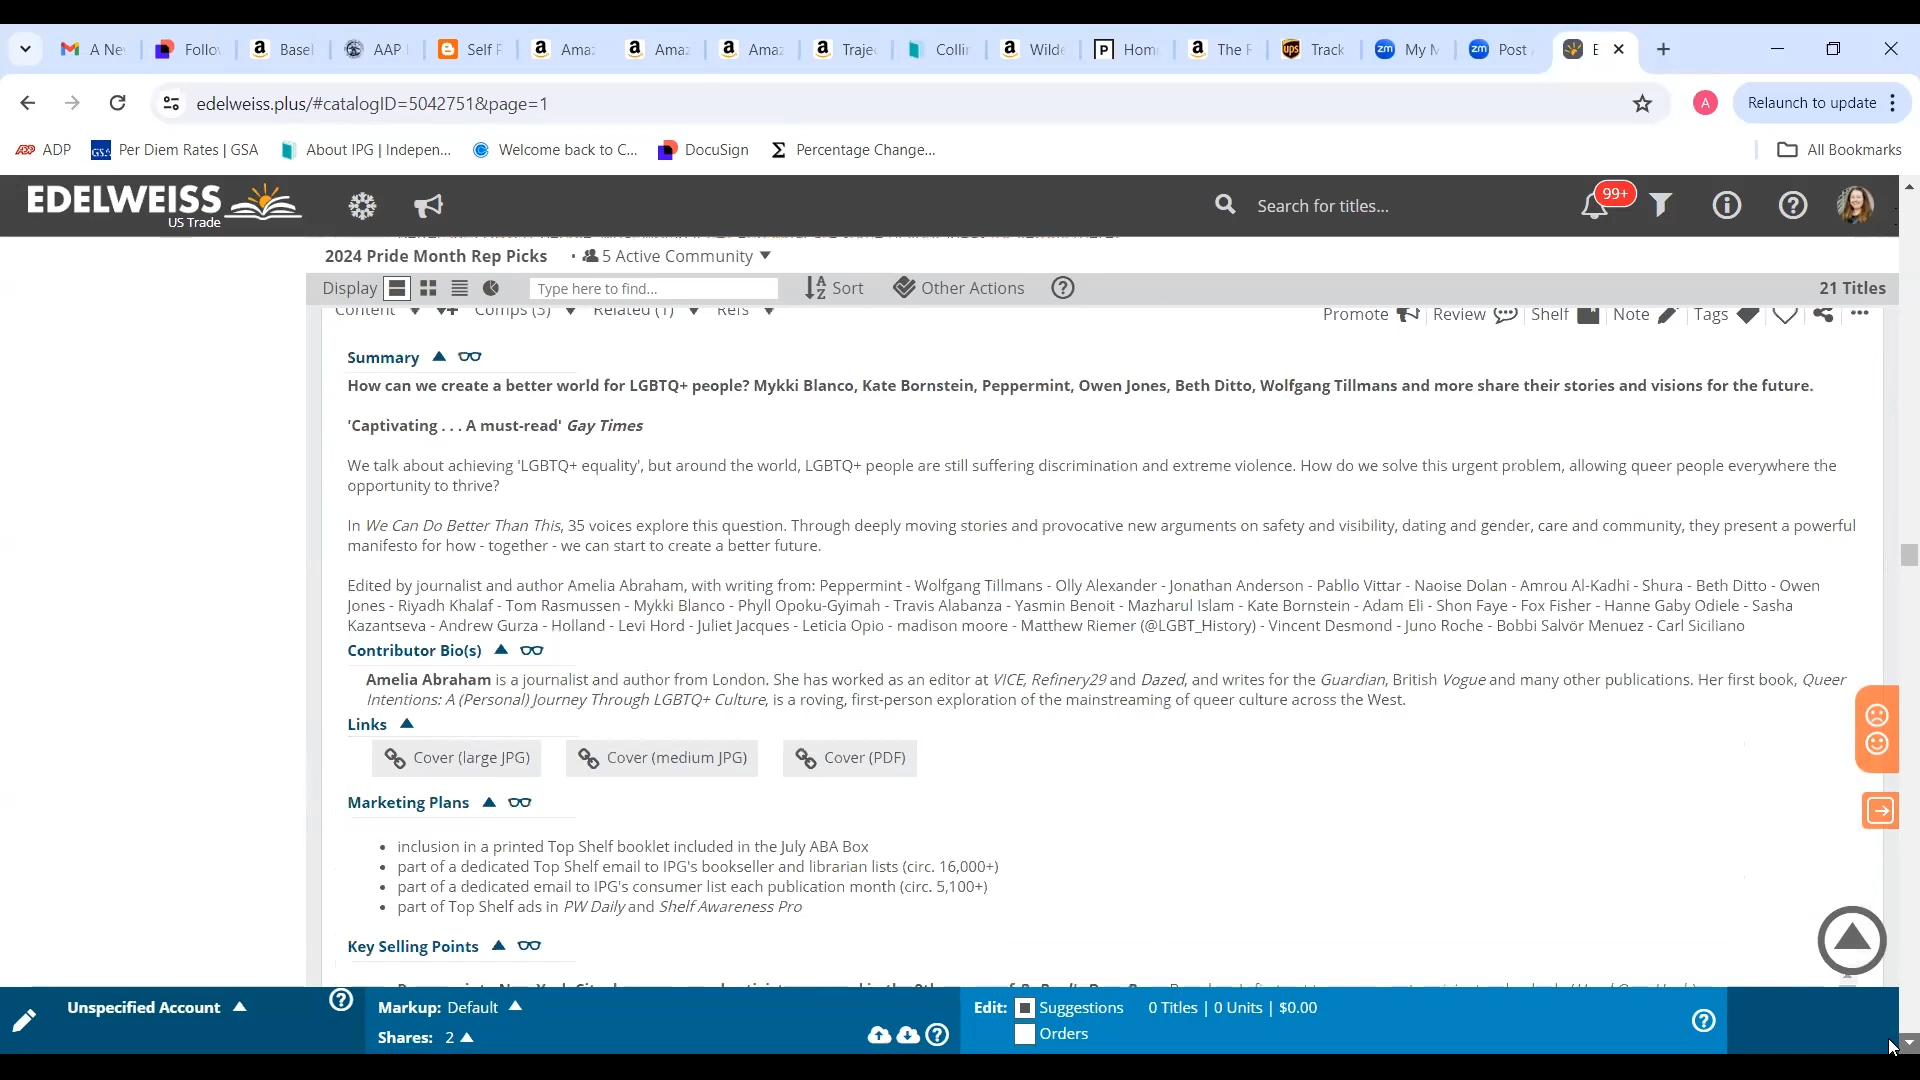 A Ne
Follo
Basel
AAP
Self P
Amaz
Amaz
Amaz
Traje
Collin
Wilde
Hom
The F
Track
My M
Post
E
edelweiss.plus/#catalogID=5042751&page=1
A
Relaunch to update
ADP
Per Diem Rates | GSA
About IPG | Indepen...
Welcome back to C...
DocuSign
Percentage Change...
All Bookmarks
EDELWEISS
US Trade
Search for titles...
99+
2024 Pride Month Rep Picks
• 5 Active Community
Display
Type here to find...
Sort
Other Actions
21 Titles
Content
Comps (3)
Related (1)
Refs
Promote
Review
Shelf
Note
Tags
Summary
How can we create a better world for LGBTQ+ people? Mykki Blanco, Kate Bornstein, Peppermint, Owen Jones, Beth Ditto, Wolfgang Tillmans and more share their stories and visions for the future.
'Captivating . . . A must-read' Gay Times
We talk about achieving 'LGBTQ+ equality', but around the world, LGBTQ+ people are still suffering discrimination and extreme violence. How do we solve this urgent problem, allowing queer people everywhere the
opportunity to thrive?
In We Can Do Better Than This, 35 voices explore this question. Through deeply moving stories and provocative new arguments on safety and visibility, dating and gender, care and community, they present a powerful
manifesto for how - together - we can start to create a better future.
Edited by journalist and author Amelia Abraham, with writing from: Peppermint - Wolfgang Tillmans - Olly Alexander - Jonathan Anderson - Pabllo Vittar - Naoise Dolan - Amrou Al-Kadhi - Shura - Beth Ditto - Owen
Jones - Riyadh Khalaf - Tom Rasmussen - Mykki Blanco - Phyll Opoku-Gyimah - Travis Alabanza - Yasmin Benoit - Mazharul Islam - Kate Bornstein - Adam Eli - Shon Faye - Fox Fisher - Hanne Gaby Odiele - Sasha
Kazantseva - Andrew Gurza - Holland - Levi Hord - Juliet Jacques - Leticia Opio - madison moore - Matthew Riemer (@LGBT_History) - Vincent Desmond - Juno Roche - Bobbi Salvör Menuez - Carl Siciliano
Contributor Bio(s)
Amelia Abraham is a journalist and author from London. She has worked as an editor at VICE, Refinery29 and Dazed, and writes for the Guardian, British Vogue and many other publications. Her first book, Queer
Intentions: A (Personal) Journey Through LGBTQ+ Culture, is a roving, first-person exploration of the mainstreaming of queer culture across the West.
Links
Cover (large JPG)
Cover (medium JPG)
Cover (PDF)
Marketing Plans
• inclusion in a printed Top Shelf booklet included in the July ABA Box
• part of a dedicated Top Shelf email to IPG's bookseller and librarian lists (circ. 16,000+)
• part of a dedicated email to IPG's consumer list each publication month (circ. 5,100+)
• part of Top Shelf ads in PW Daily and Shelf Awareness Pro
Key Selling Points
Unspecified Account
Markup: Default
Shares: 2
Edit:
Suggestions
Orders
0 Titles | 0 Units | $0.00